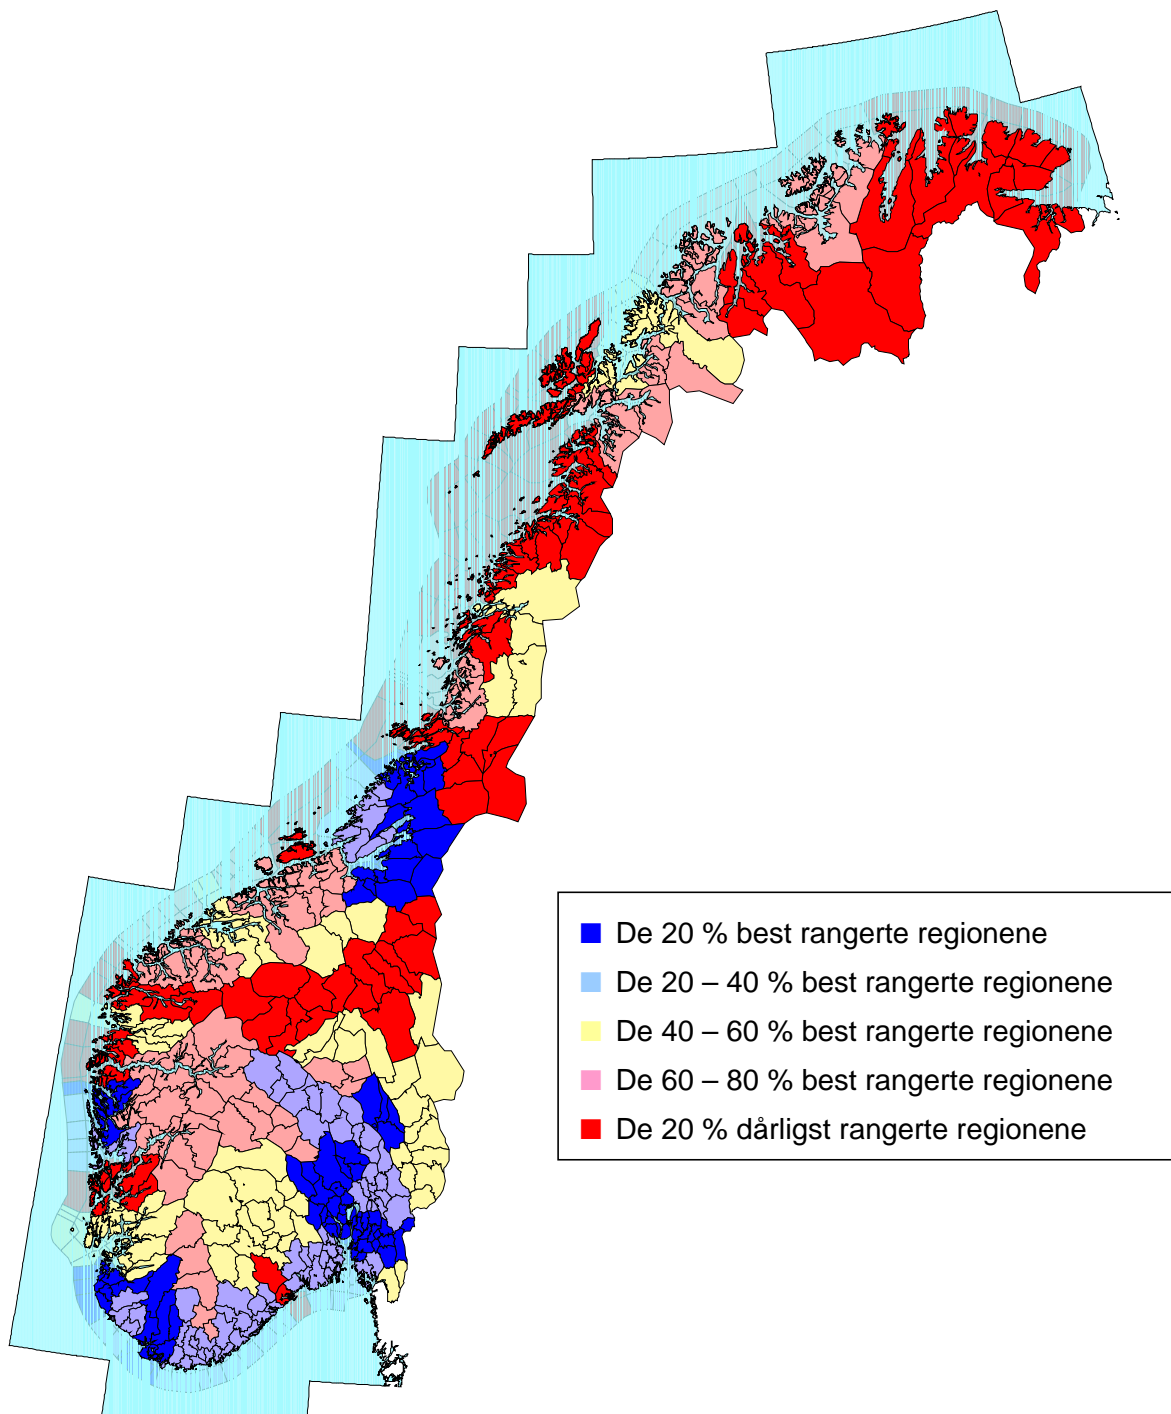 De 20 % best rangerte regionene
De 20 – 40 % best rangerte regionene
De 40 – 60 % best rangerte regionene
De 60 – 80 % best rangerte regionene
De 20 % dårligst rangerte regionene